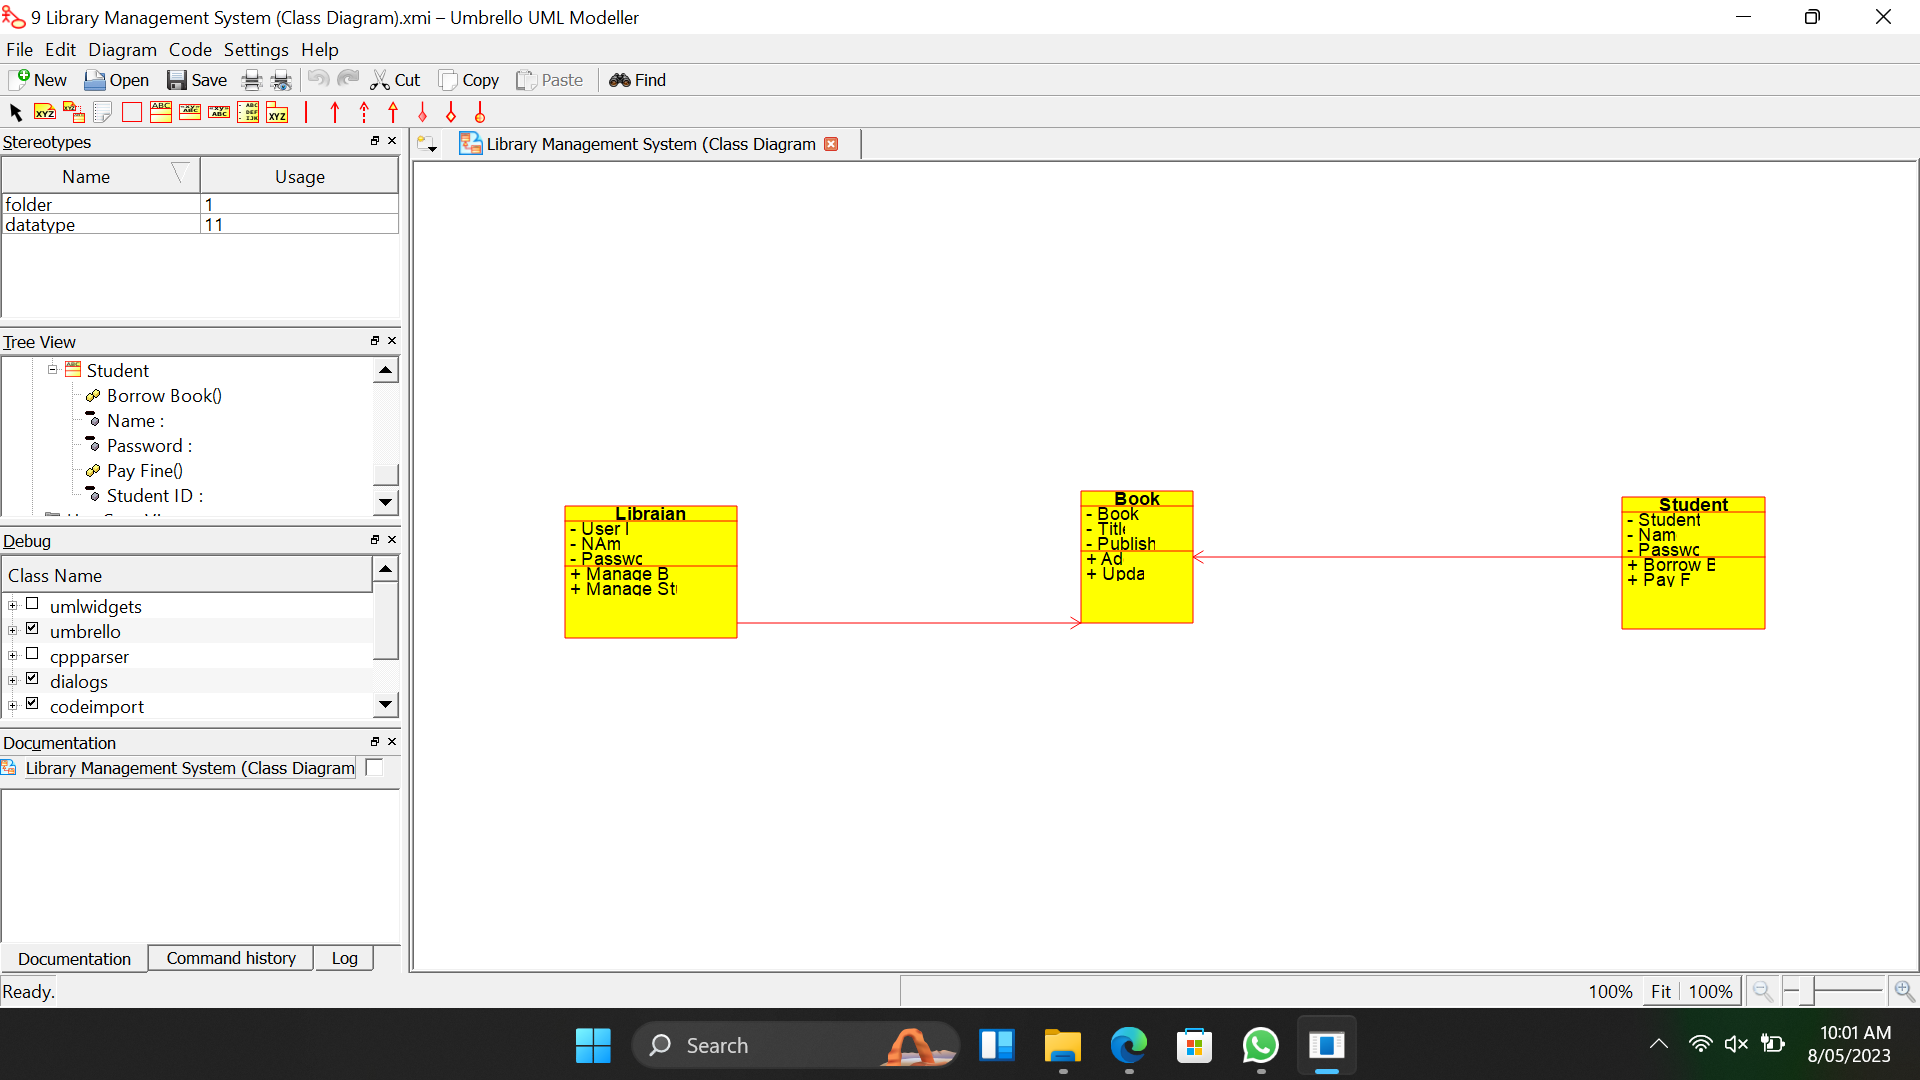 9 Library Management System (Class Diagram).xmi – Umbrello UML Modeller
File Edit Diagram Code Settings Help
New Open Save Cut Copy Paste Find
Stereotypes
Name Usage
folder 1
datatype 11
Tree View
Student
Borrow Book()
Name :
Password :
Pay Fine()
Student ID :
Debug
Class Name
umlwidgets
umbrello
cppparser
dialogs
codeimport
Documentation
Library Management System (Class Diagram
Documentation Command history Log
Ready.
Library Management System (Class Diagram
Libraian
- User I
- NAm
- Passwc
+ Manage B
+ Manage St
Book
- Book
- Titl
- Publish
+ Ad
+ Upda
Student
- Student
- Nam
- Passwc
+ Borrow E
+ Pay F
100% Fit 100%
Search
10:01 AM
8/05/2023